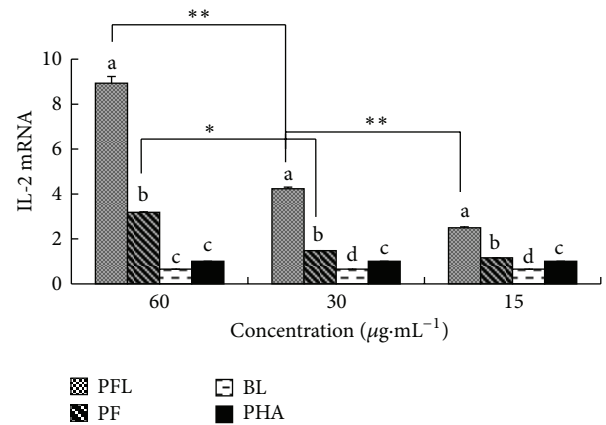 **
10
a
8
*
**
6
IL-2 mRNA
a
4
b
a
2
b
b
c c
d c
d c
0
60 30 15
Concentration (μg·mL⁻¹)
PFL BL
PF PHA